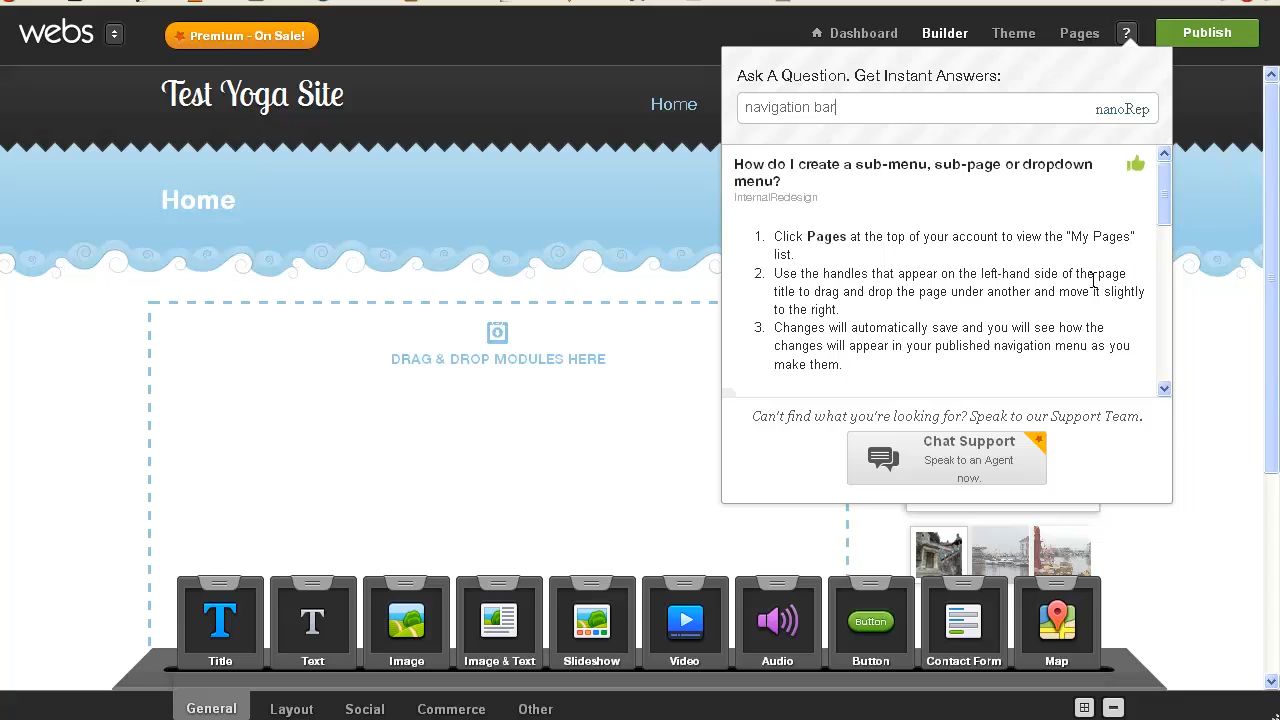 webs
Premium - On Sale!
Dashboard
Builder
Theme
Pages
?
Publish
Test Yoga Site
Home
Ask A Question. Get Instant Answers:
navigation bar
nanoRep
How do I create a sub-menu, sub-page or dropdown
menu?
InternalRedesign
1. Click Pages at the top of your account to view the "My Pages"
list.
2. Use the handles that appear on the left-hand side of the page
title to drag and drop the page under another and move it slightly
to the right.
3. Changes will automatically save and you will see how the
changes will appear in your published navigation menu as you
make them.
Can't find what you're looking for? Speak to our Support Team.
Chat Support
Speak to an Agent
now.
Home
DRAG & DROP MODULES HERE
T
T
Button
Title
Text
Image
Image & Text
Slideshow
Video
Audio
Button
Contact Form
Map
General
Layout
Social
Commerce
Other